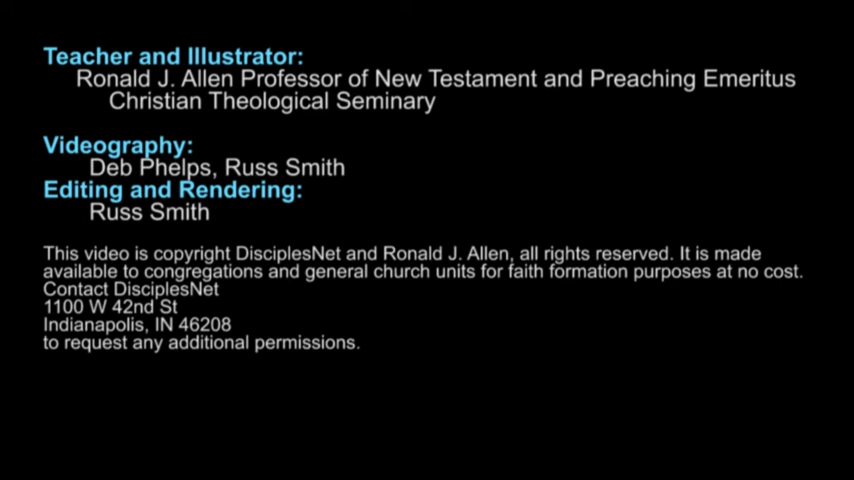 Teacher and Illustrator:
Ronald J. Allen Professor of New Testament and Preaching Emeritus
Christian Theological Seminary
Videography:
Deb Phelps, Russ Smith
Editing and Rendering:
Russ Smith
This video is copyright DisciplesNet and Ronald J. Allen, all rights reserved. It is made
available to congregations and general church units for faith formation purposes at no cost.
Contact DisciplesNet
1100 W 42nd St
Indianapolis, IN 46208
to request any additional permissions.